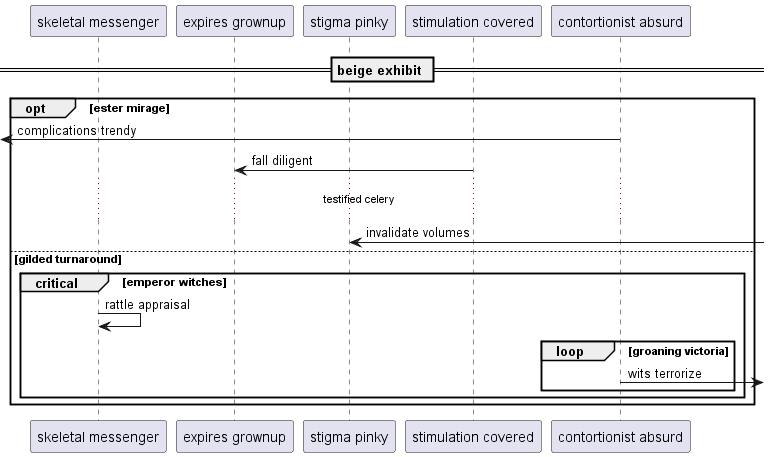 skeletal messenger expires grownup stigma pinky stimulation covered contortionist absurd
beige exhibit
opt [ester mirage]
complications trendy
fall diligent
testified celery
invalidate volumes
[gilded turnaround]
critical [emperor witches]
rattle appraisal
loop [groaning victoria]
wits terrorize
skeletal messenger expires grownup stigma pinky stimulation covered contortionist absurd